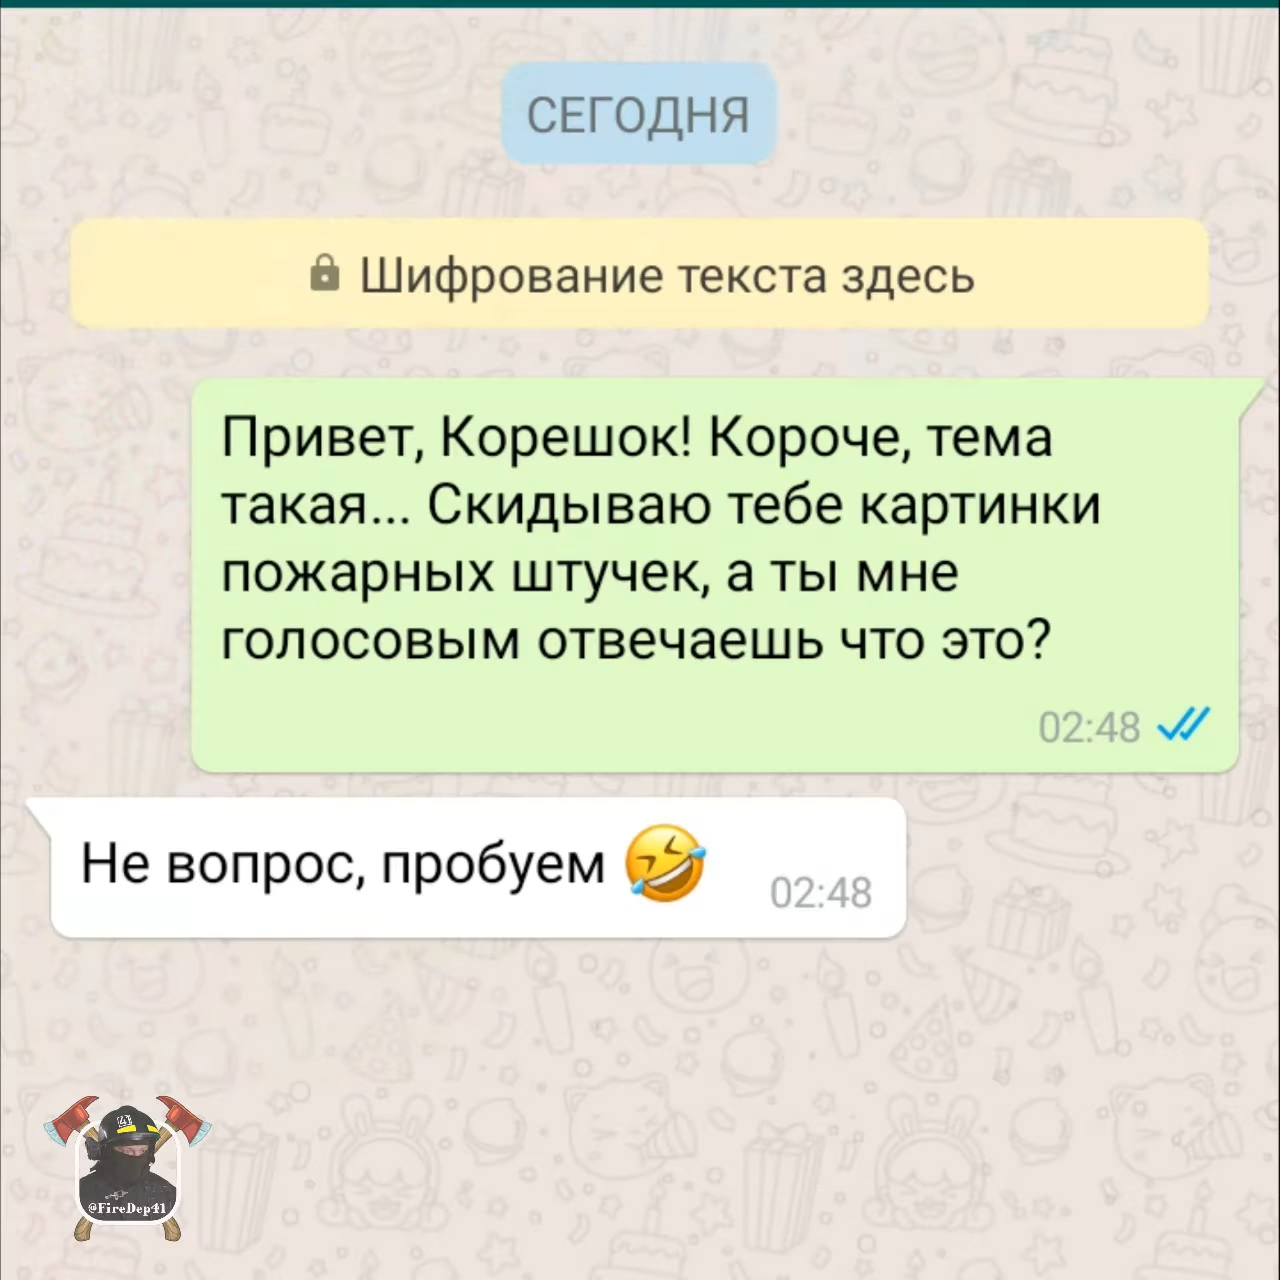 СЕГОДНЯ
Шифрование текста здесь
Привет, Корешок! Короче, тема
такая... Скидываю тебе картинки
пожарных штучек, а ты мне
голосовым отвечаешь что это?
02:48
Не вопрос, пробуем 🤣
02:48
41
@FireDep41